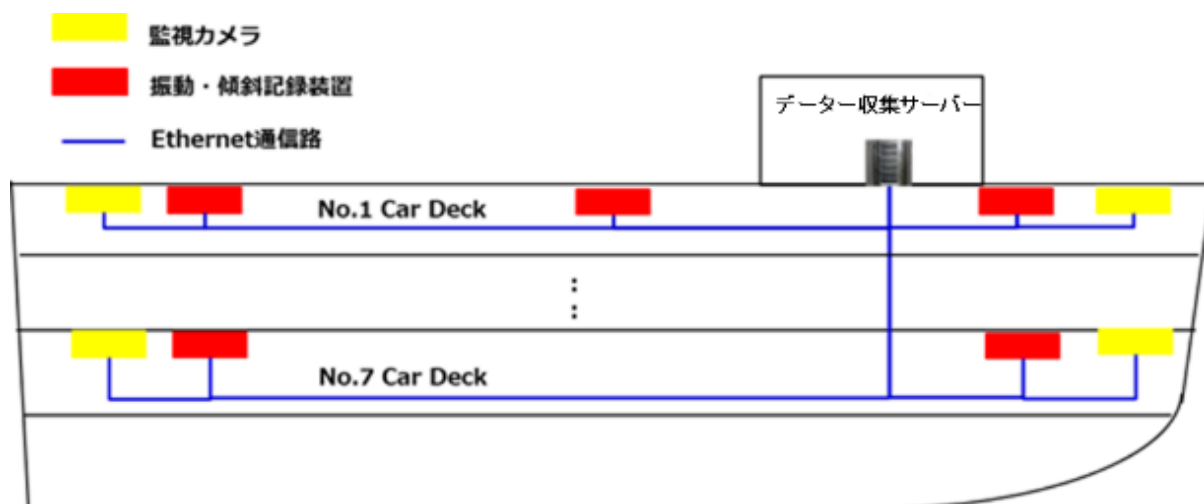 監視カメラ
振動・傾斜記録装置
Ethernet通信路
データー収集サーバー
No.1 Car Deck
:
:
No.7 Car Deck